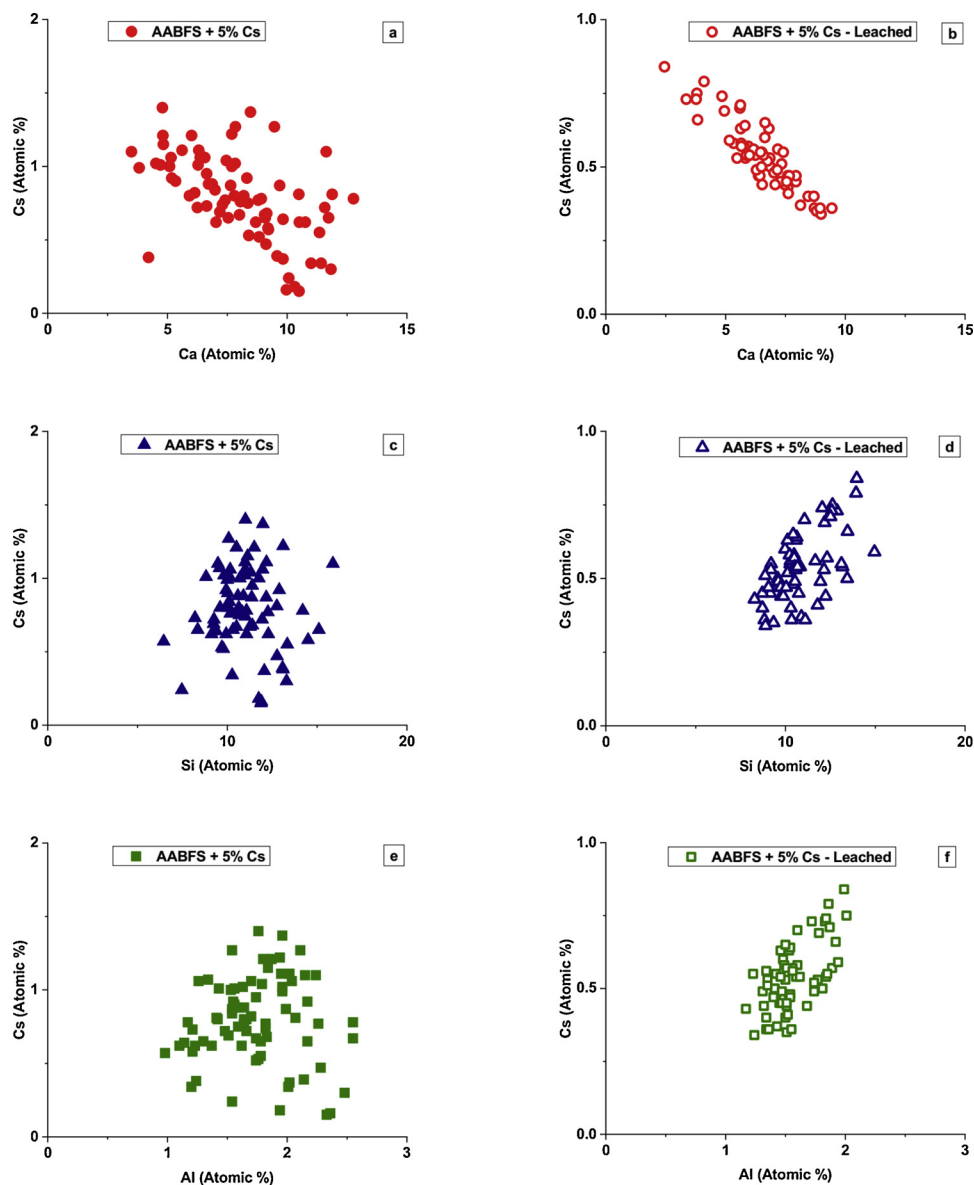 AABFS + 5% Cs
a
2
1
0
Cs (Atomic %)
0
5
10
15
Ca (Atomic %)
AABFS + 5% Cs - Leached
b
1.0
0.5
0.0
Cs (Atomic %)
0
5
10
15
Ca (Atomic %)
AABFS + 5% Cs
c
2
1
0
Cs (Atomic %)
0
10
20
Si (Atomic %)
AABFS + 5% Cs - Leached
d
1.0
0.5
0.0
Cs (Atomic %)
0
10
20
Si (Atomic %)
AABFS + 5% Cs
e
2
1
0
Cs (Atomic %)
0
1
2
3
Al (Atomic %)
AABFS + 5% Cs - Leached
f
1.0
0.5
0.0
Cs (Atomic %)
0
1
2
3
Al (Atomic %)